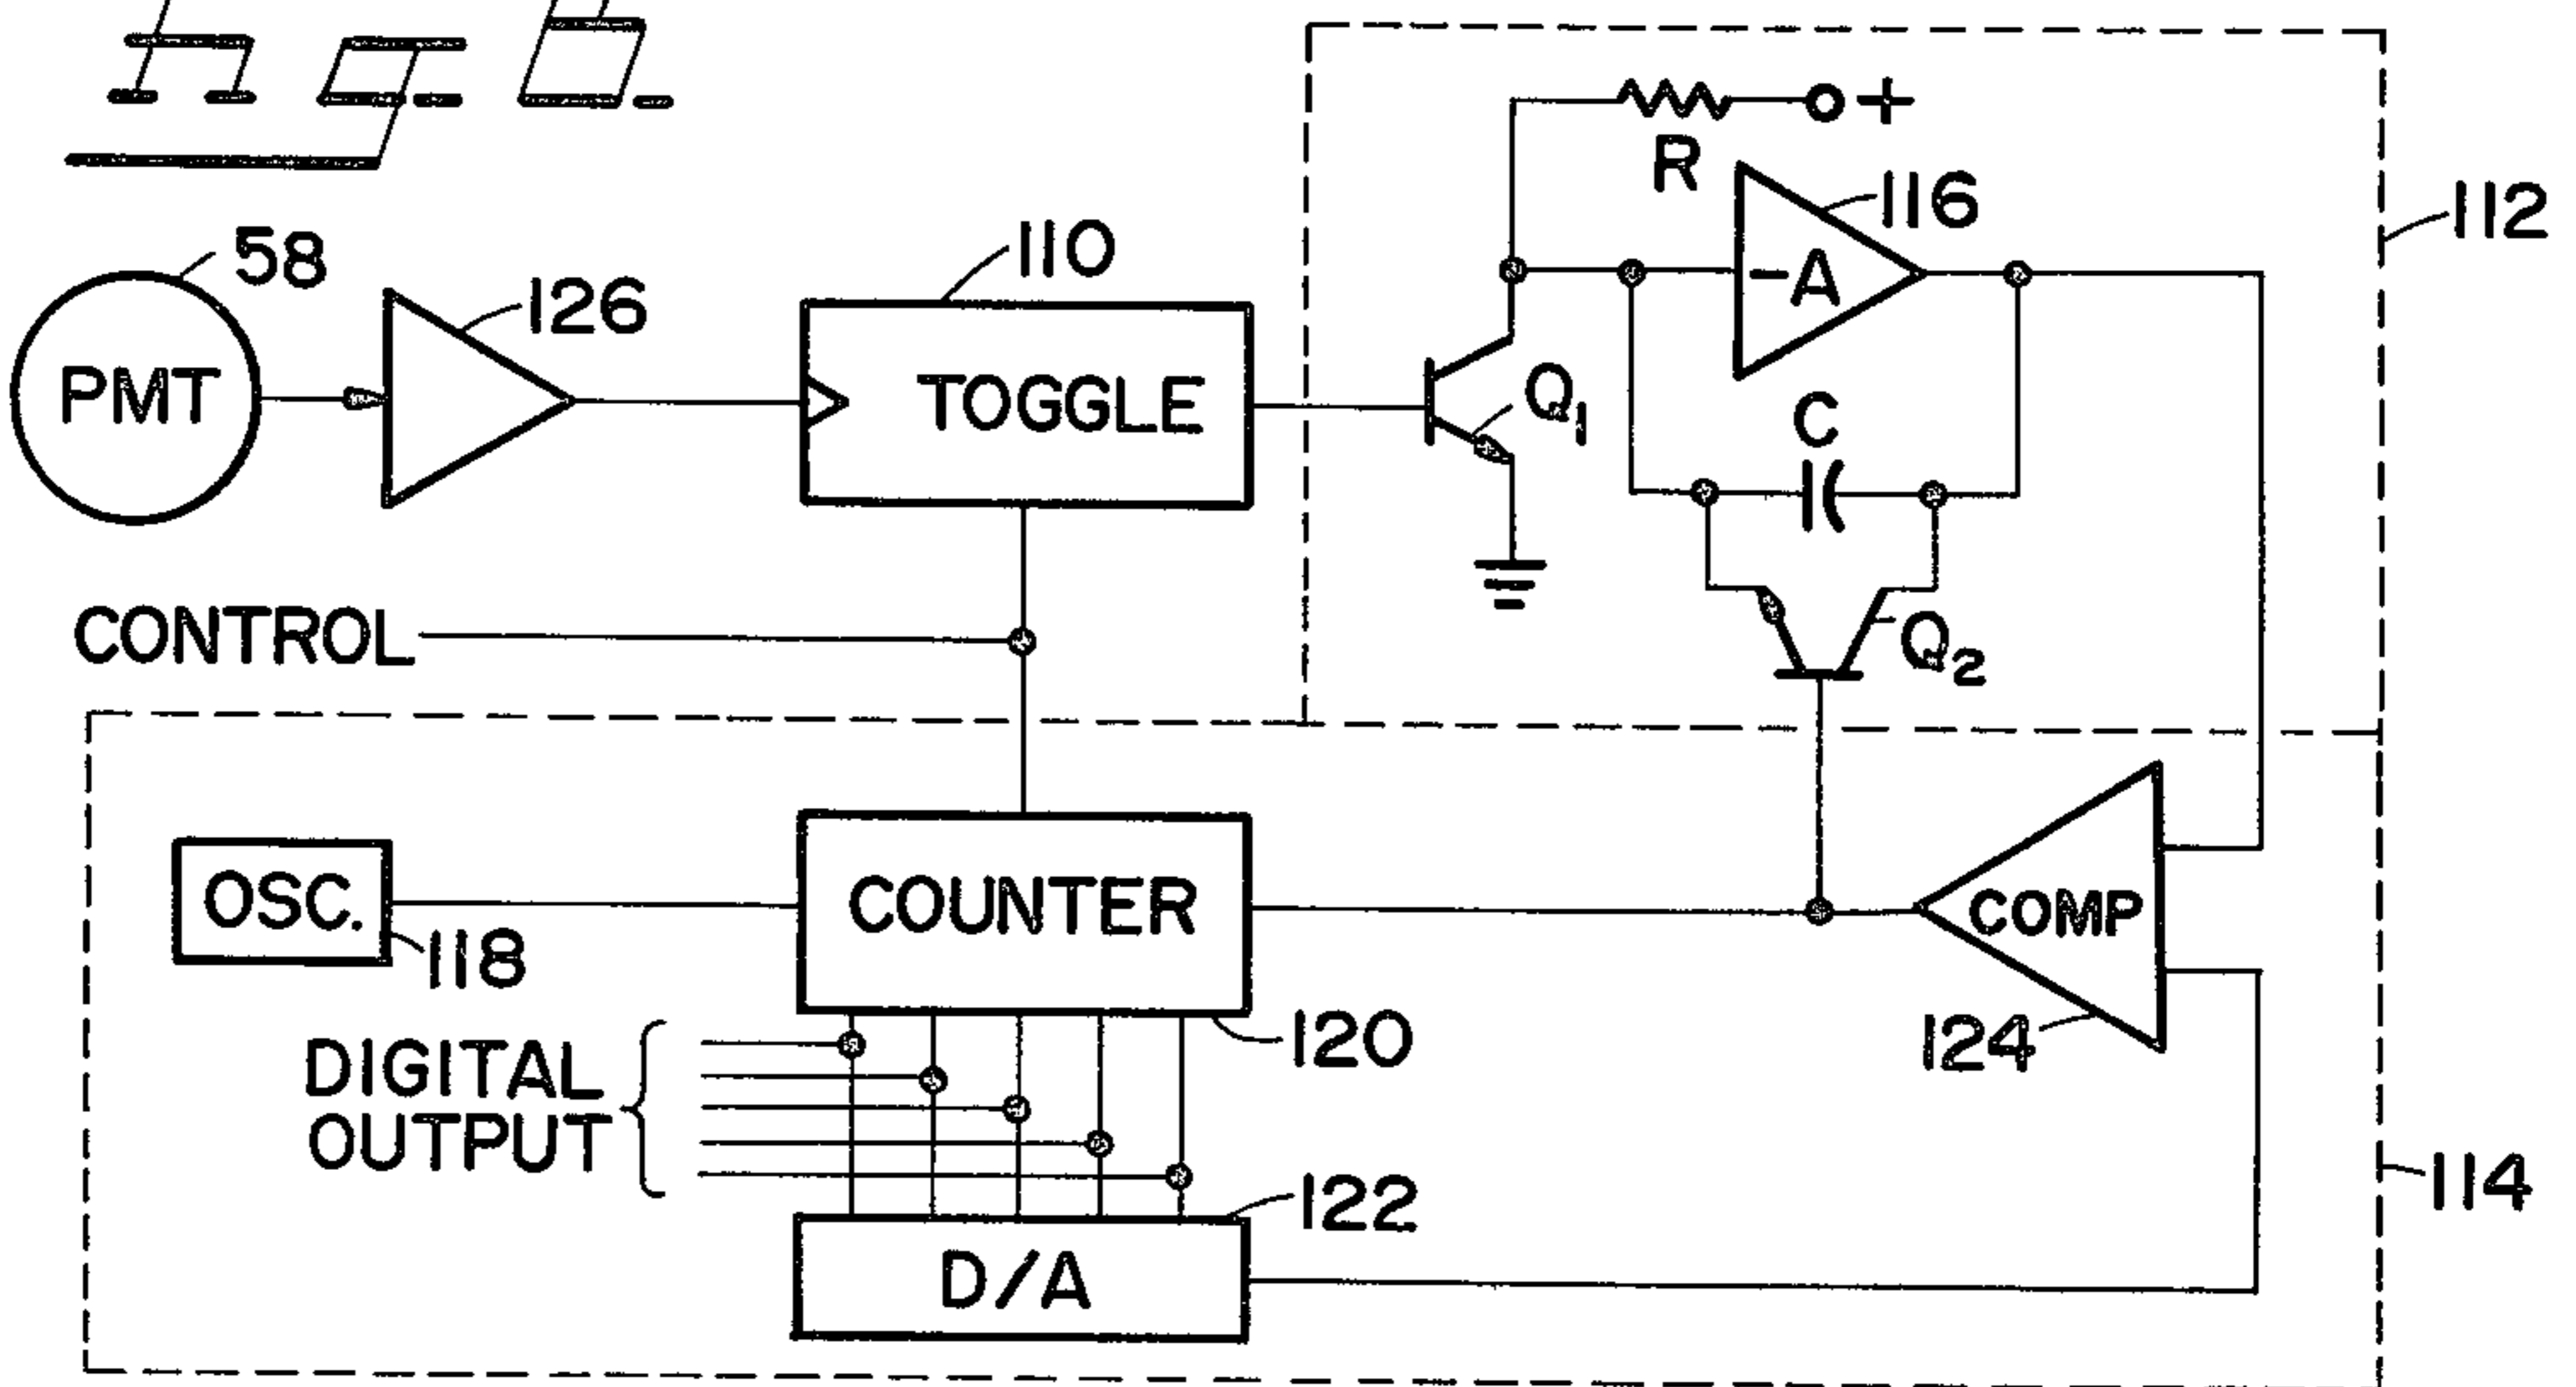 58
126
110
PMT
TOGGLE
CONTROL
R
+
116
-A
112
Q1
C
Q2
OSC.
118
COUNTER
120
COMP
124
DIGITAL
OUTPUT
122
D/A
114